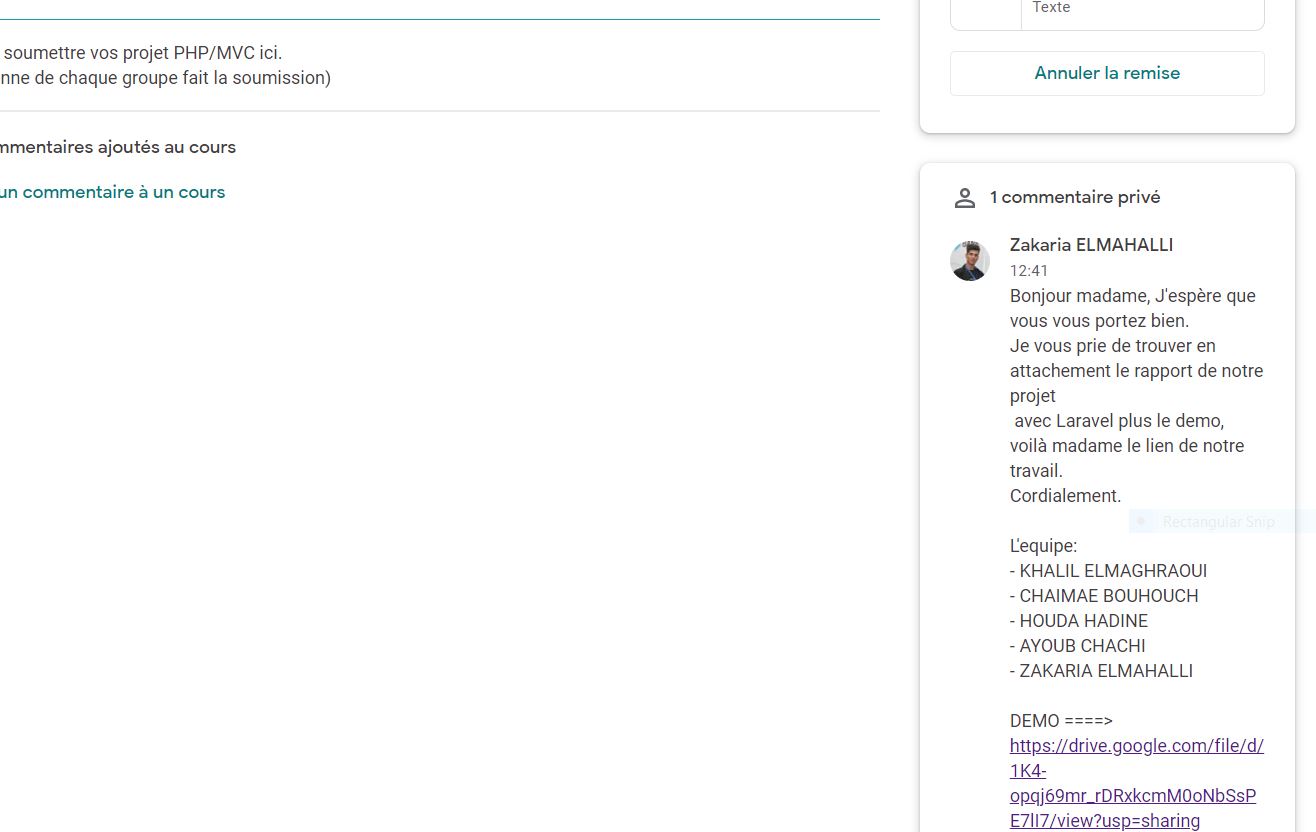 soumettre vos projet PHP/MVC ici.
nne de chaque groupe fait la soumission)
mmentaires ajoutés au cours
un commentaire à un cours
Texte
Annuler la remise
1 commentaire privé
Zakaria ELMAHALLI
12:41
Bonjour madame, J'espère que
vous vous portez bien.
Je vous prie de trouver en
attachement le rapport de notre
projet
avec Laravel plus le demo,
voilà madame le lien de notre
travail.
Cordialement.
Rectangular Snip
L'equipe:
- KHALIL ELMAGHRAOUI
- CHAIMAE BOUHOUCH
- HOUDA HADINE
- AYOUB CHACHI
- ZAKARIA ELMAHALLI
DEMO ====>
https://drive.google.com/file/d/
1K4-
opqj69mr_rDRxkcmM0oNbSsP
E7lI7/view?usp=sharing